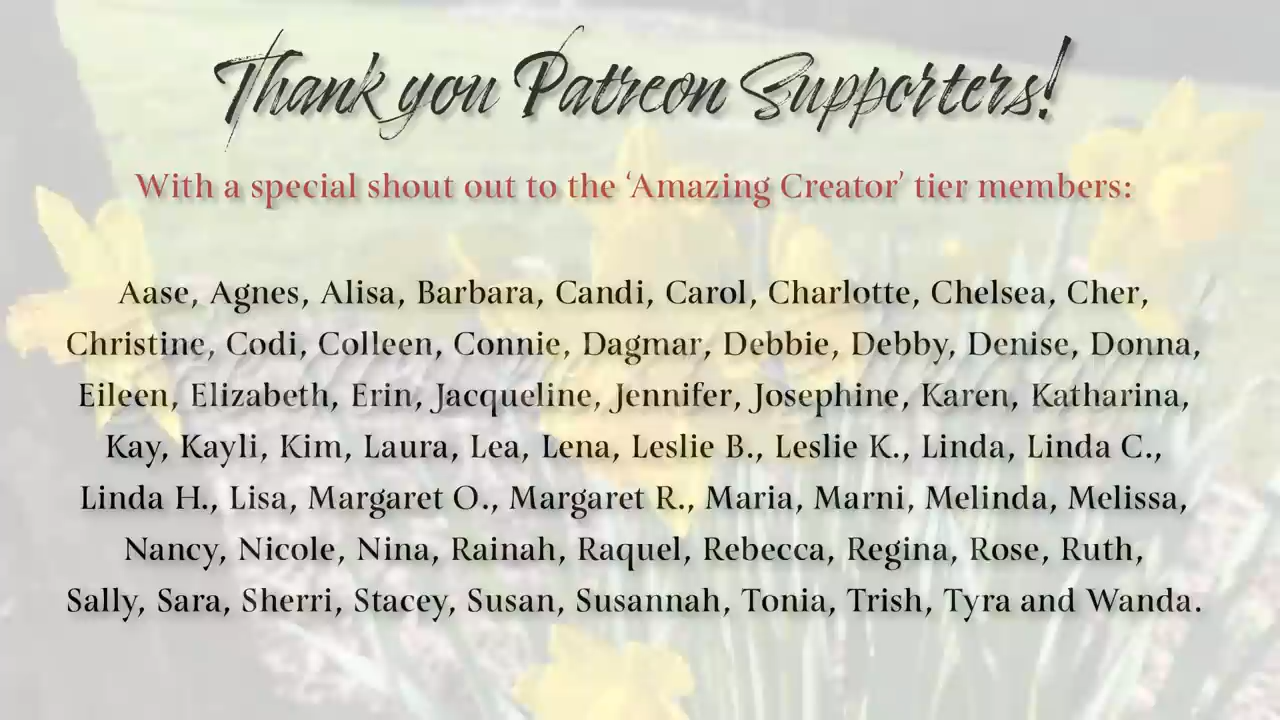 Thank you Patreon Supporters!
With a special shout out to the ‘Amazing Creator’ tier members:
Aase, Agnes, Alisa, Barbara, Candi, Carol, Charlotte, Chelsea, Cher,
Christine, Codi, Colleen, Connie, Dagmar, Debbie, Debby, Denise, Donna,
Eileen, Elizabeth, Erin, Jacqueline, Jennifer, Josephine, Karen, Katharina,
Kay, Kayli, Kim, Laura, Lea, Lena, Leslie B., Leslie K., Linda, Linda C.,
Linda H., Lisa, Margaret O., Margaret R., Maria, Marni, Melinda, Melissa,
Nancy, Nicole, Nina, Rainah, Raquel, Rebecca, Regina, Rose, Ruth,
Sally, Sara, Sherri, Stacey, Susan, Susannah, Tonia, Trish, Tyra and Wanda.